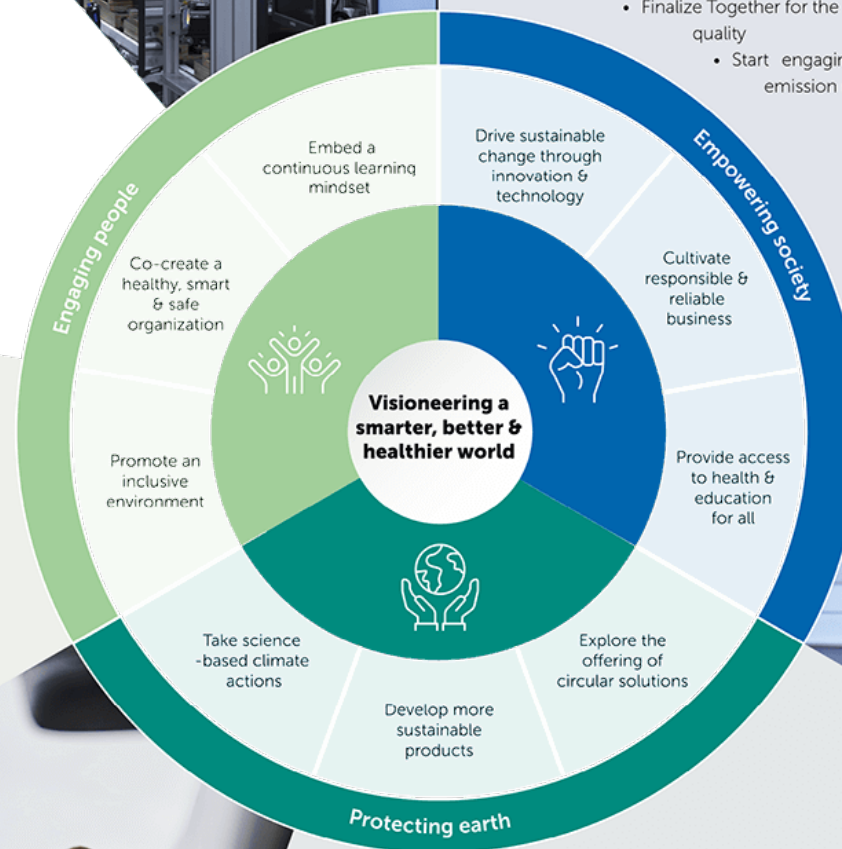 • Finalize Together for the
quality
• Start engagin
emission
Engaging people
Empowering society
Protecting earth
Embed a
continuous learning
mindset
Drive sustainable
change through
innovation &
technology
Co-create a
healthy, smart
& safe
organization
Cultivate
responsible &
reliable
business
Visioneering a
smarter, better &
healthier world
Promote an
inclusive
environment
Provide access
to health &
education
for all
Take science
-based climate
actions
Develop more
sustainable
products
Explore the
offering of
circular solutions